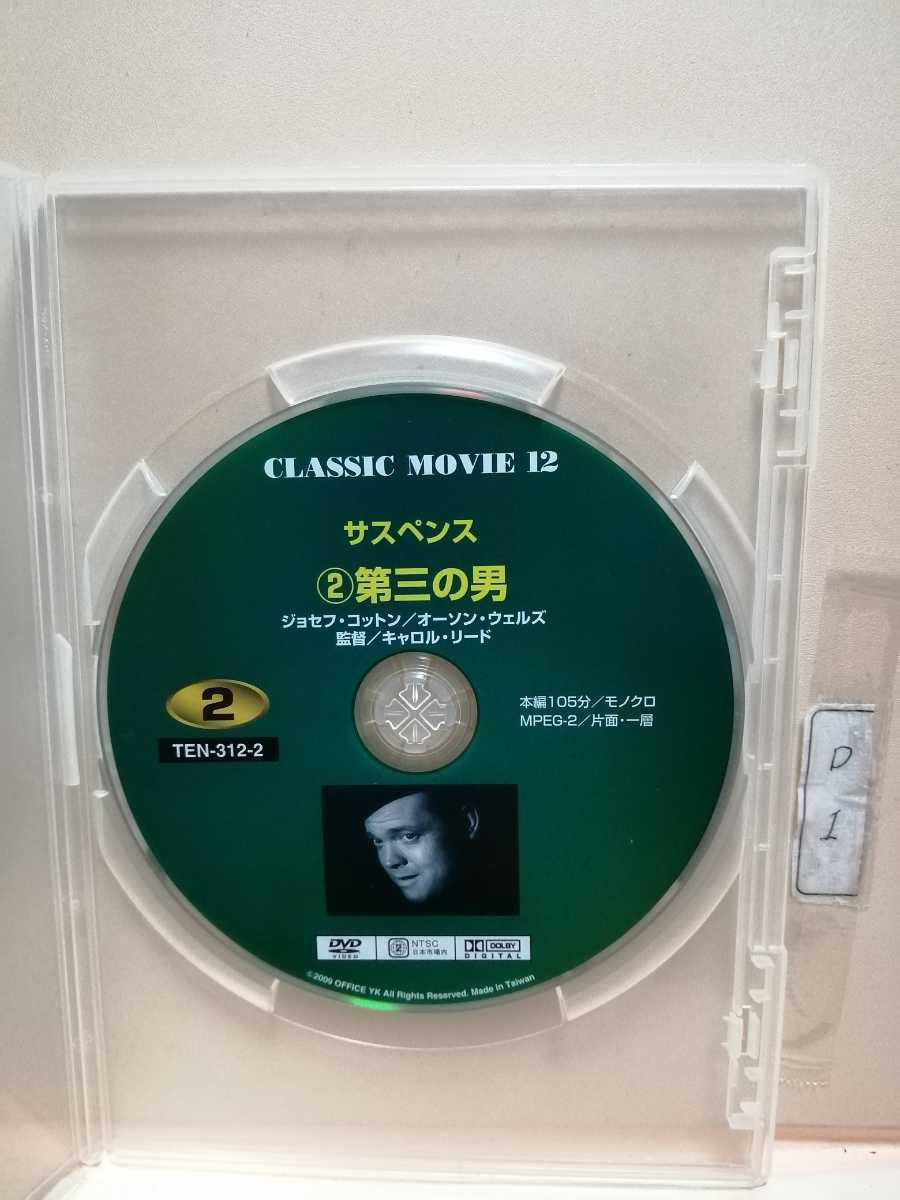 CLASSIC MOVIE 12
サスペンス
②第三の男
ジョセフ・コットン／オーソン・ウェルズ
監督／キャロル・リード
2
TEN-312-2
本編105分／モノクロ
MPEG-2／片面・一層
DVD
VIDEO
2
NTSC
日本市場内
DOLBY
DIGITAL
©2009 OFFICE YK All Rights Reserved. Made in Taiwan
D
1